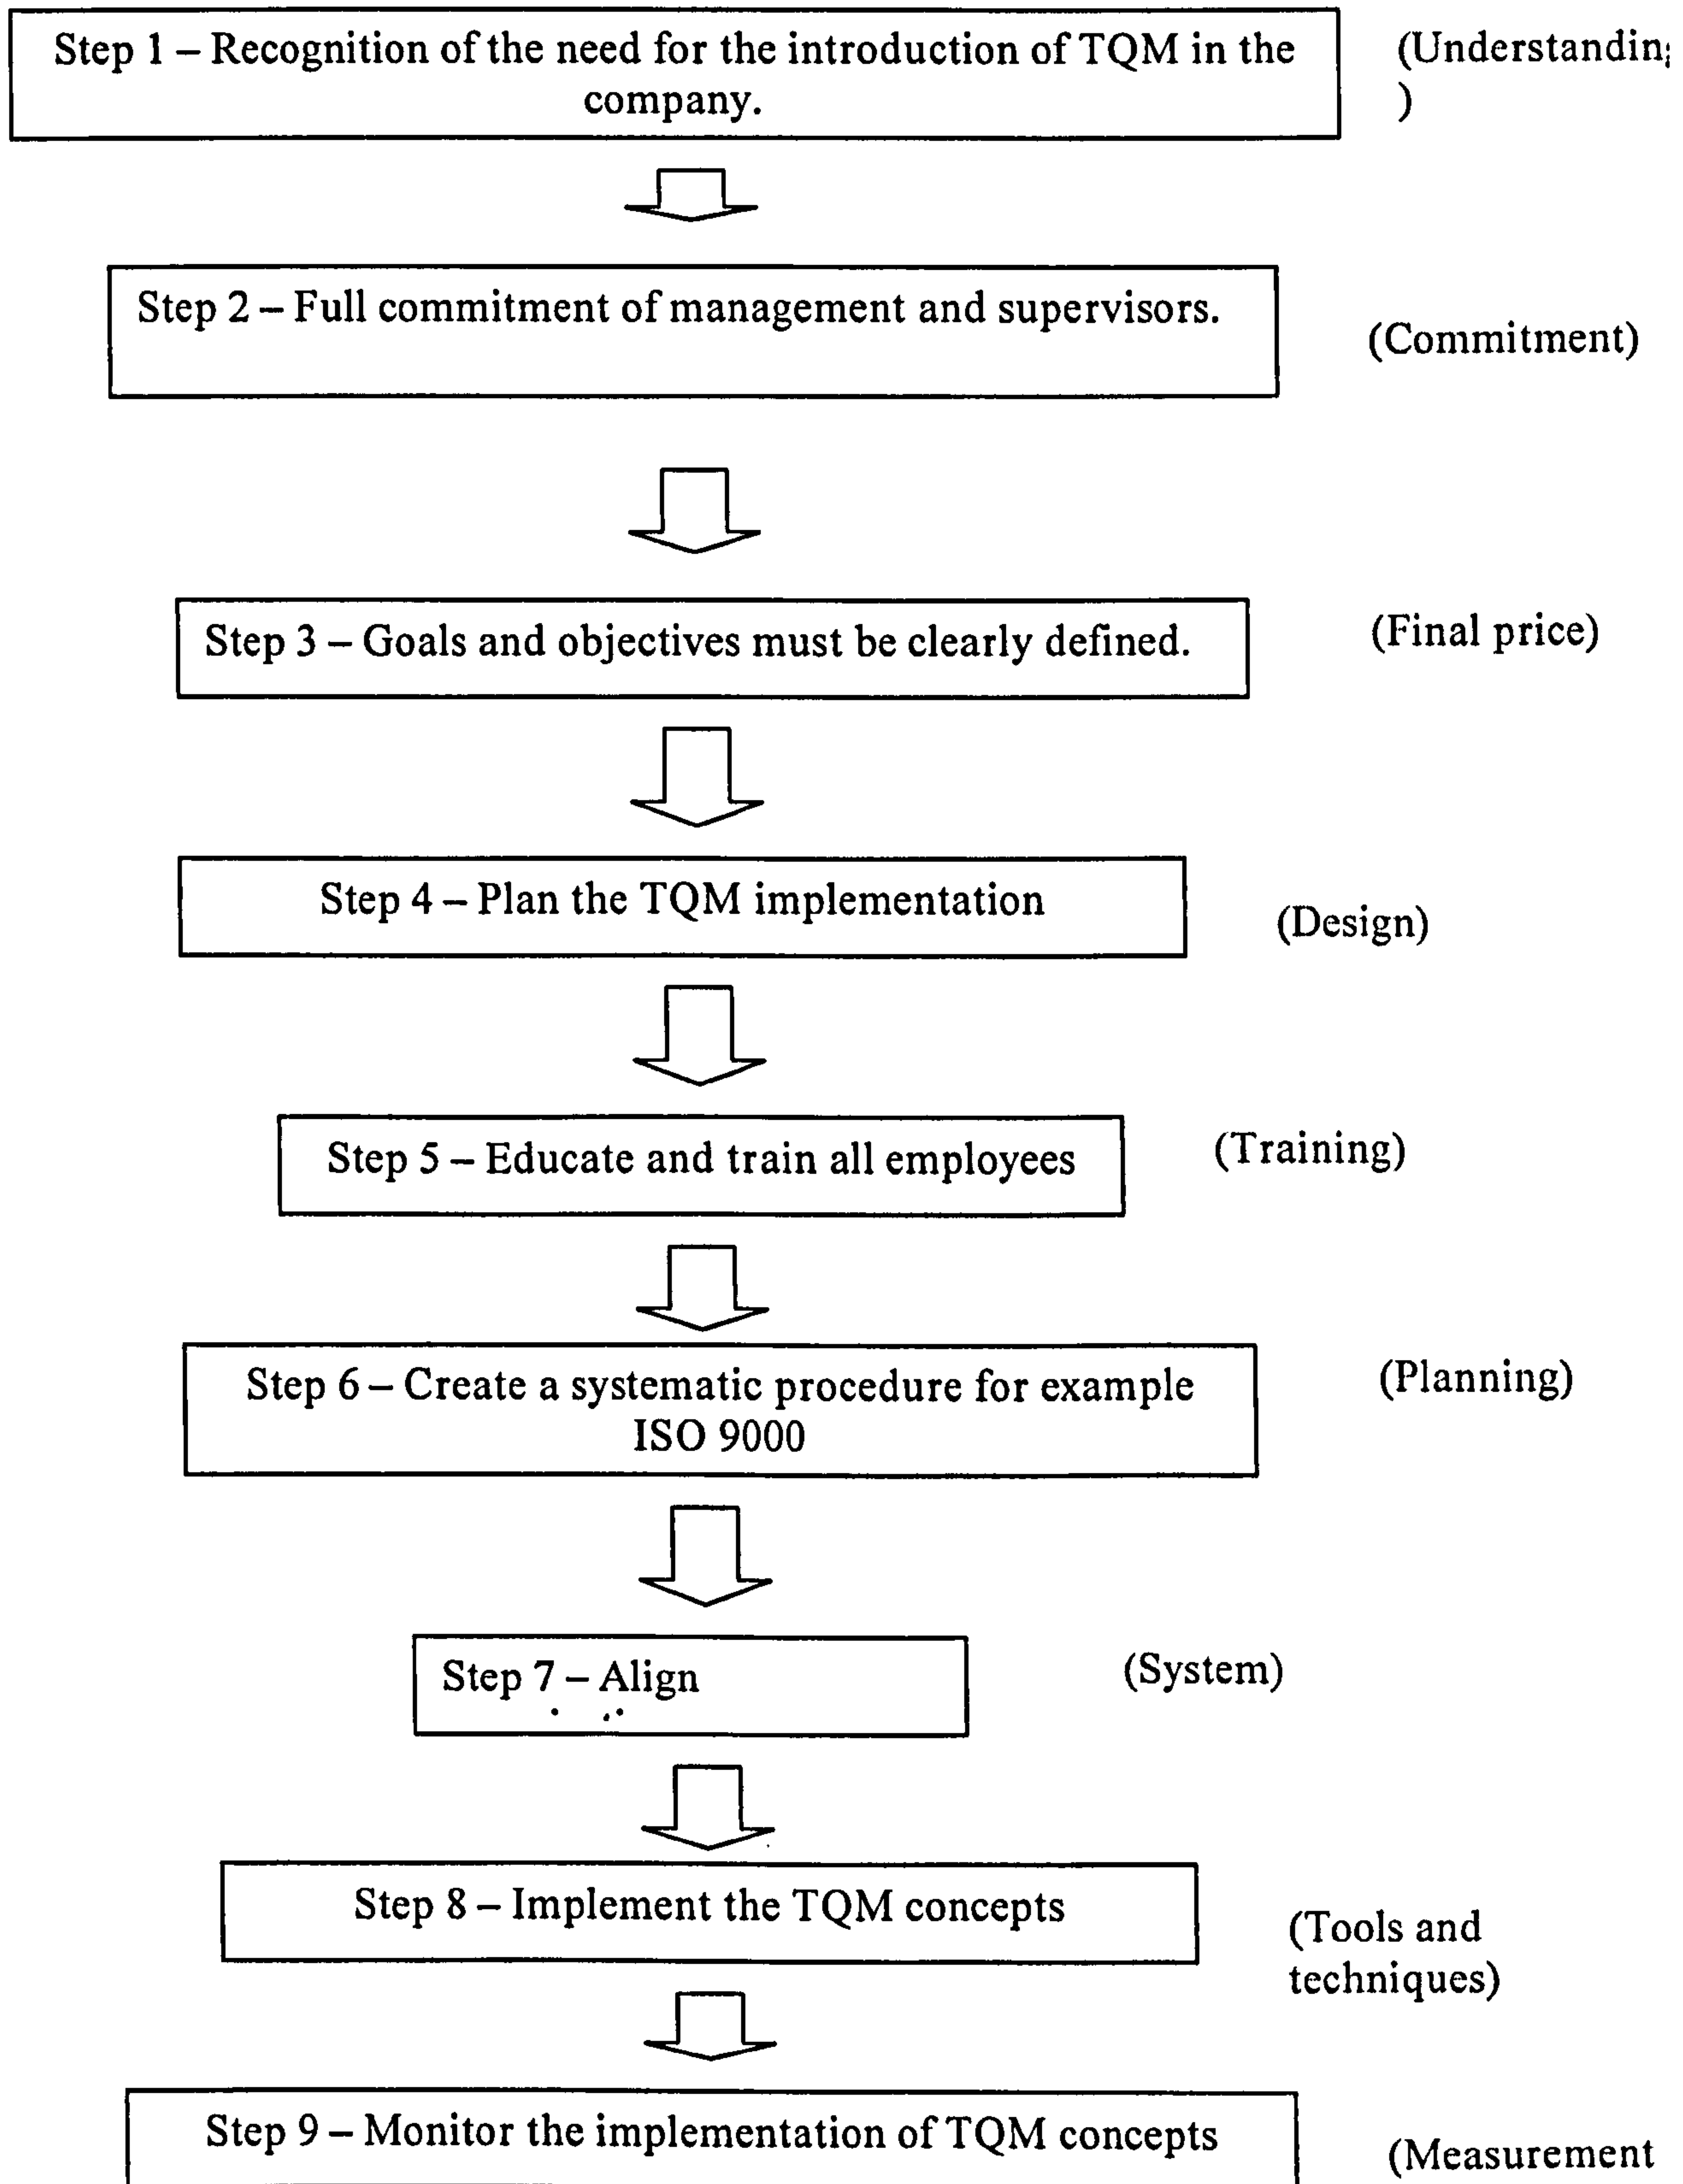 Step 1 – Recognition of the need for the introduction of TQM in the
company.
(Understanding
)
Step 2 – Full commitment of management and supervisors.
(Commitment)
Step 3 – Goals and objectives must be clearly defined.
(Final price)
Step 4 – Plan the TQM implementation
(Design)
Step 5 – Educate and train all employees
(Training)
Step 6 – Create a systematic procedure for example
ISO 9000
(Planning)
Step 7 – Align
(System)
Step 8 – Implement the TQM concepts
(Tools and
techniques)
Step 9 – Monitor the implementation of TQM concepts
(Measurement